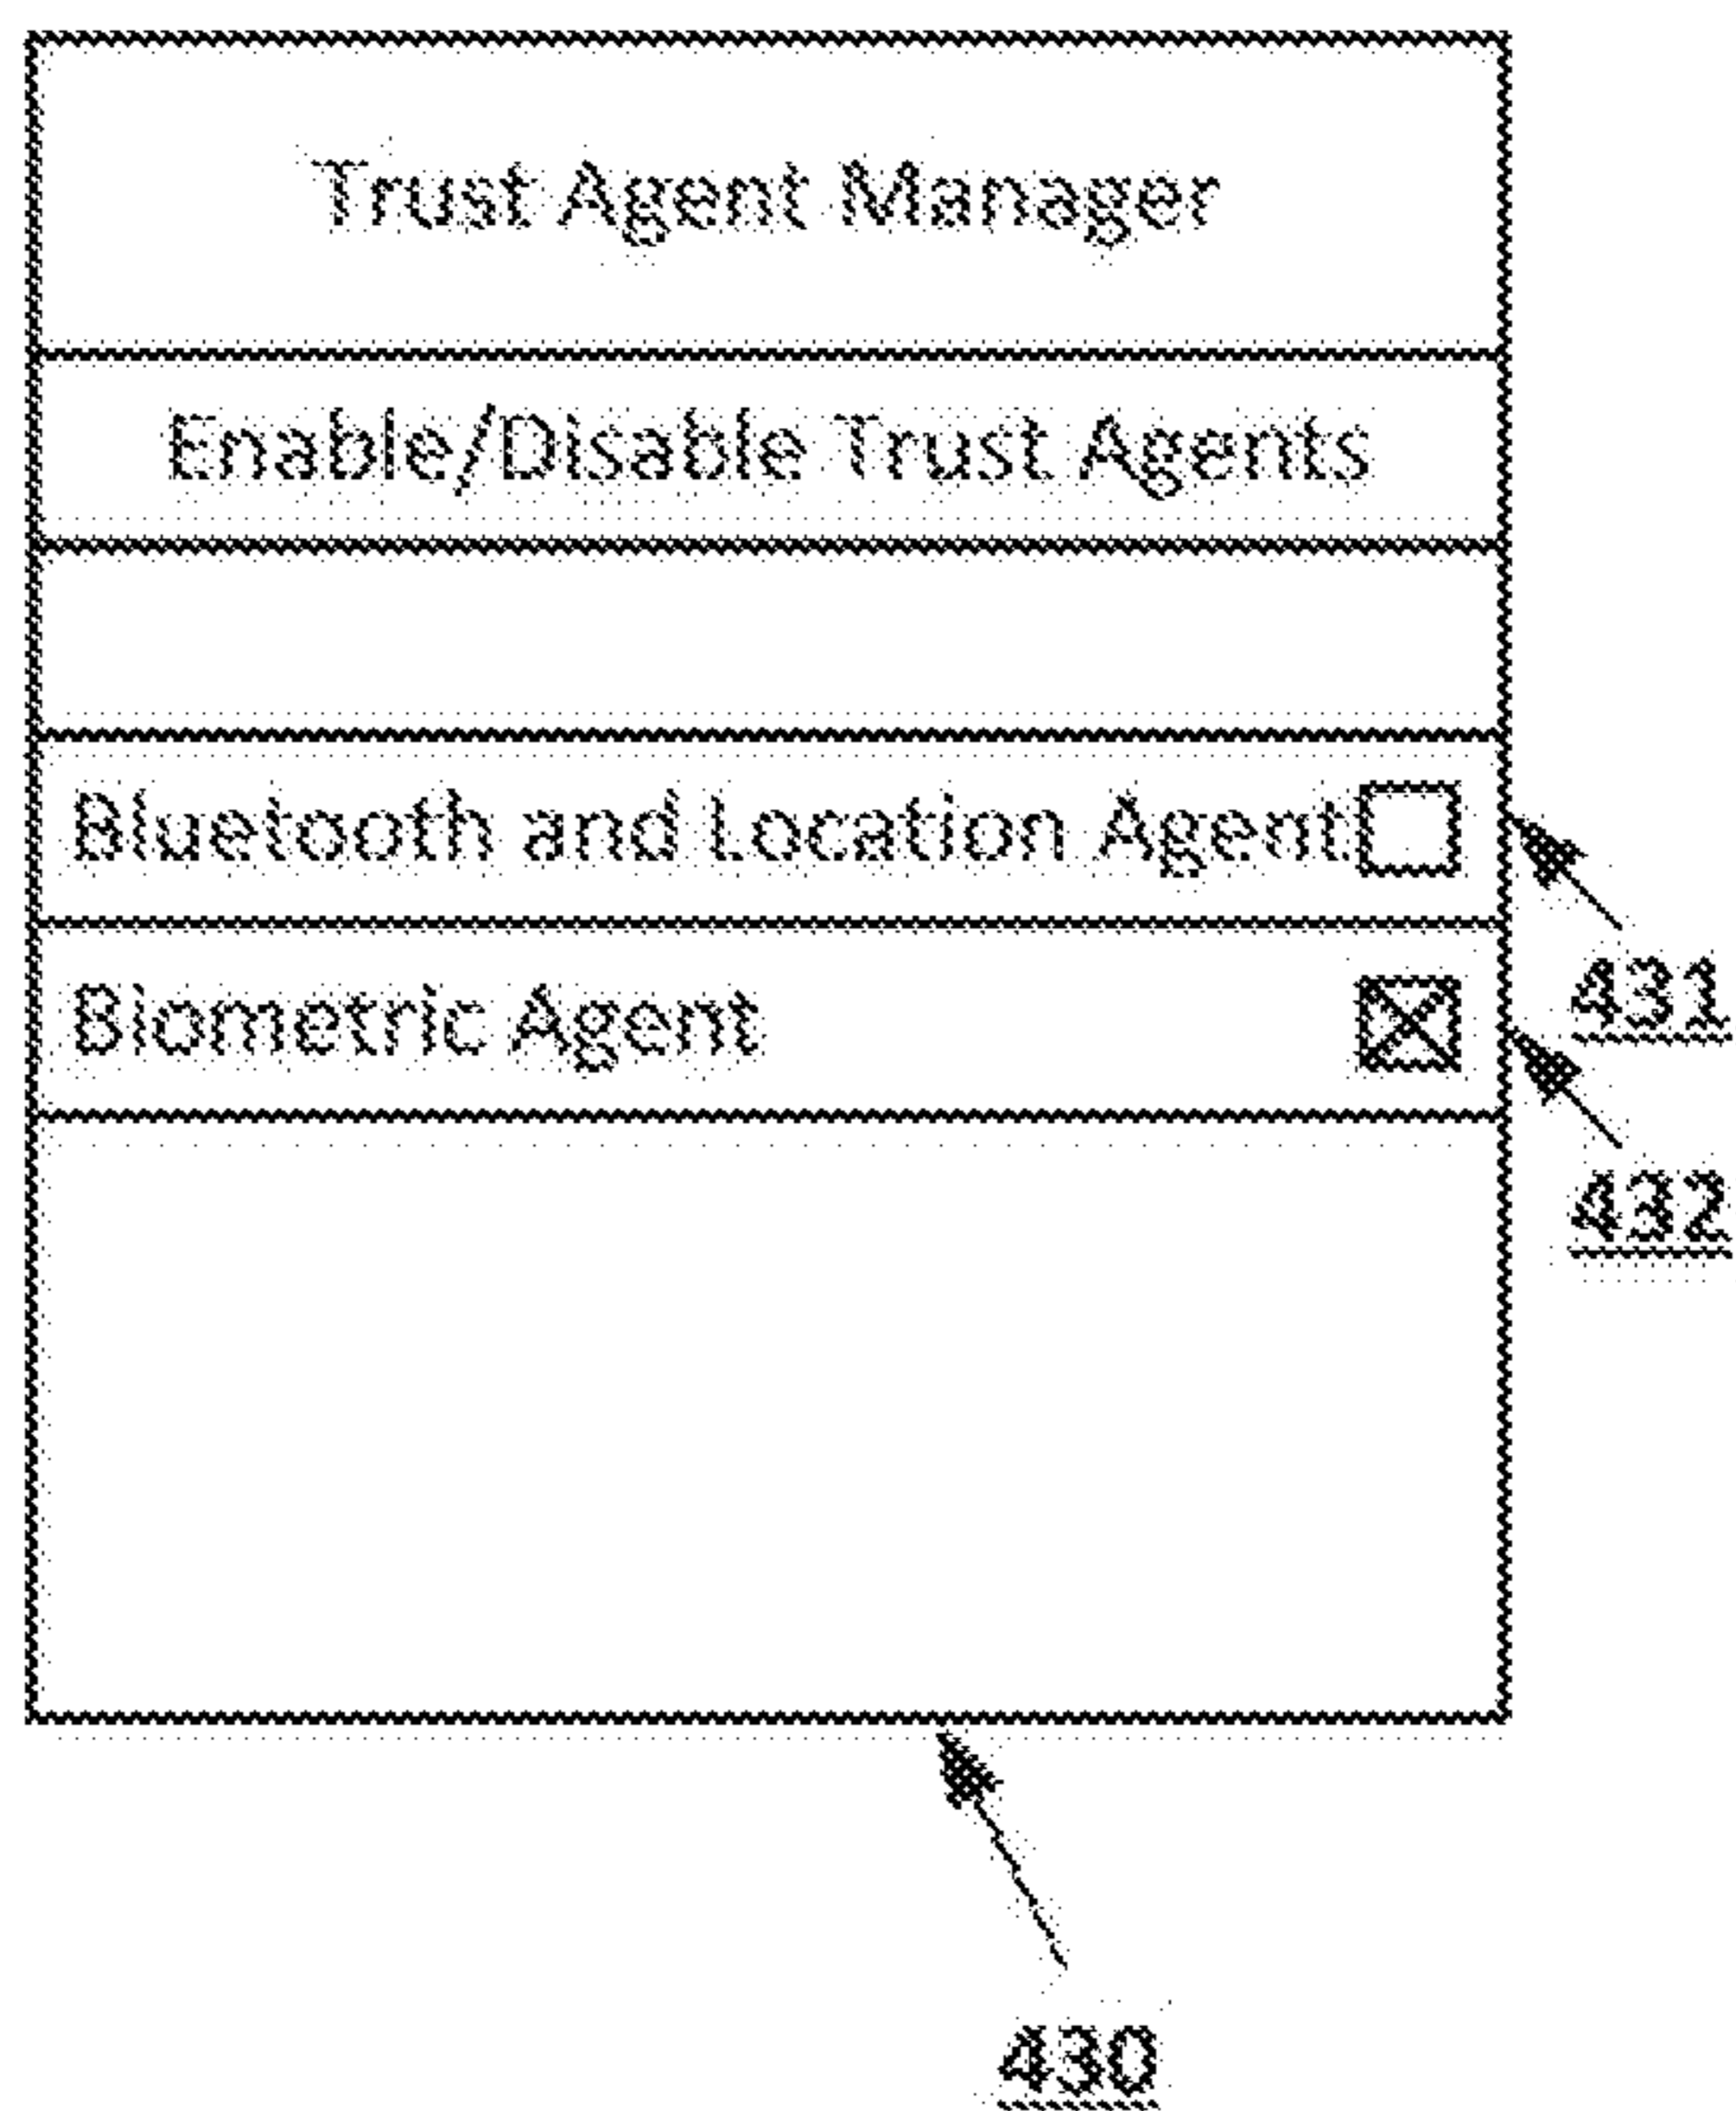 Trust Agent Manager
Enable/Disable Trust Agents
Bluetooth and Location Agent
431
Biometric Agent
432
430